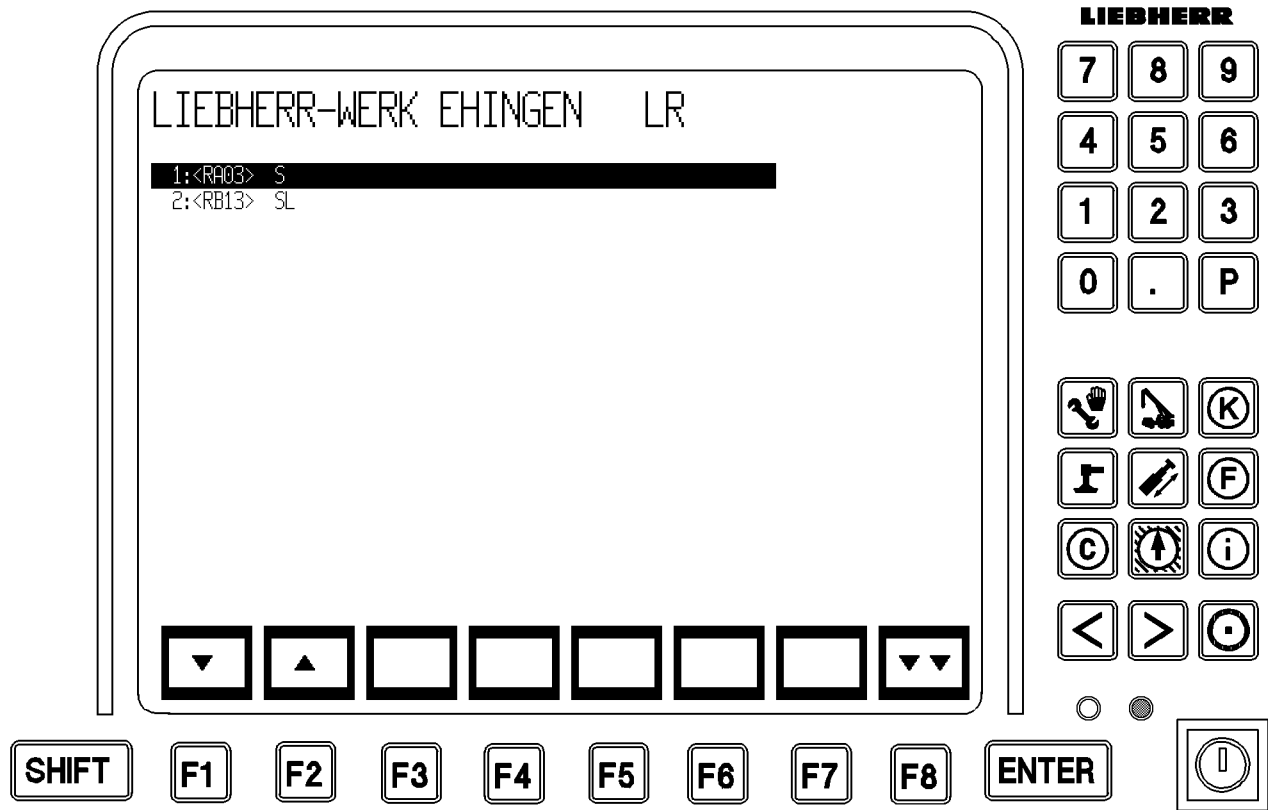 LIEBHERR
LIEBHERR-WERK EHINGEN LR
1:<RA03> S
2:<RB13> SL
7 8 9
4 5 6
1 2 3
0 . P
K
F
C i
< >
SHIFT F1 F2 F3 F4 F5 F6 F7 F8 ENTER